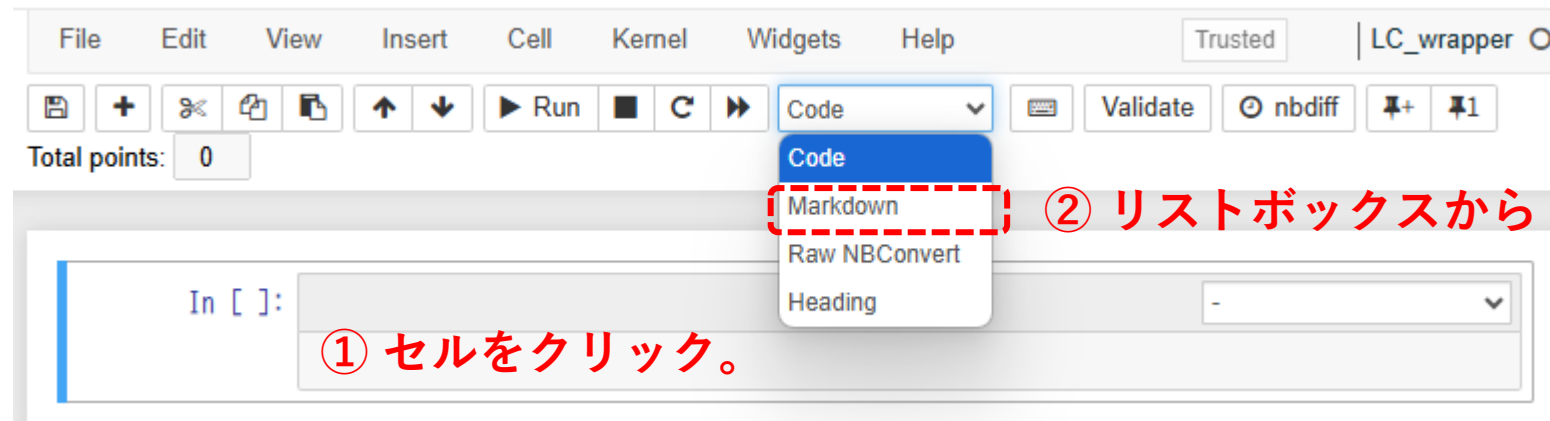 File Edit View Insert Cell Kernel Widgets Help Trusted LC_wrapper
Run Code Validate nbdiff + 1
Total points: 0
Code
Markdown
② リストボックスから
Raw NBConvert
Heading
In [ ]: -
① セルをクリック。